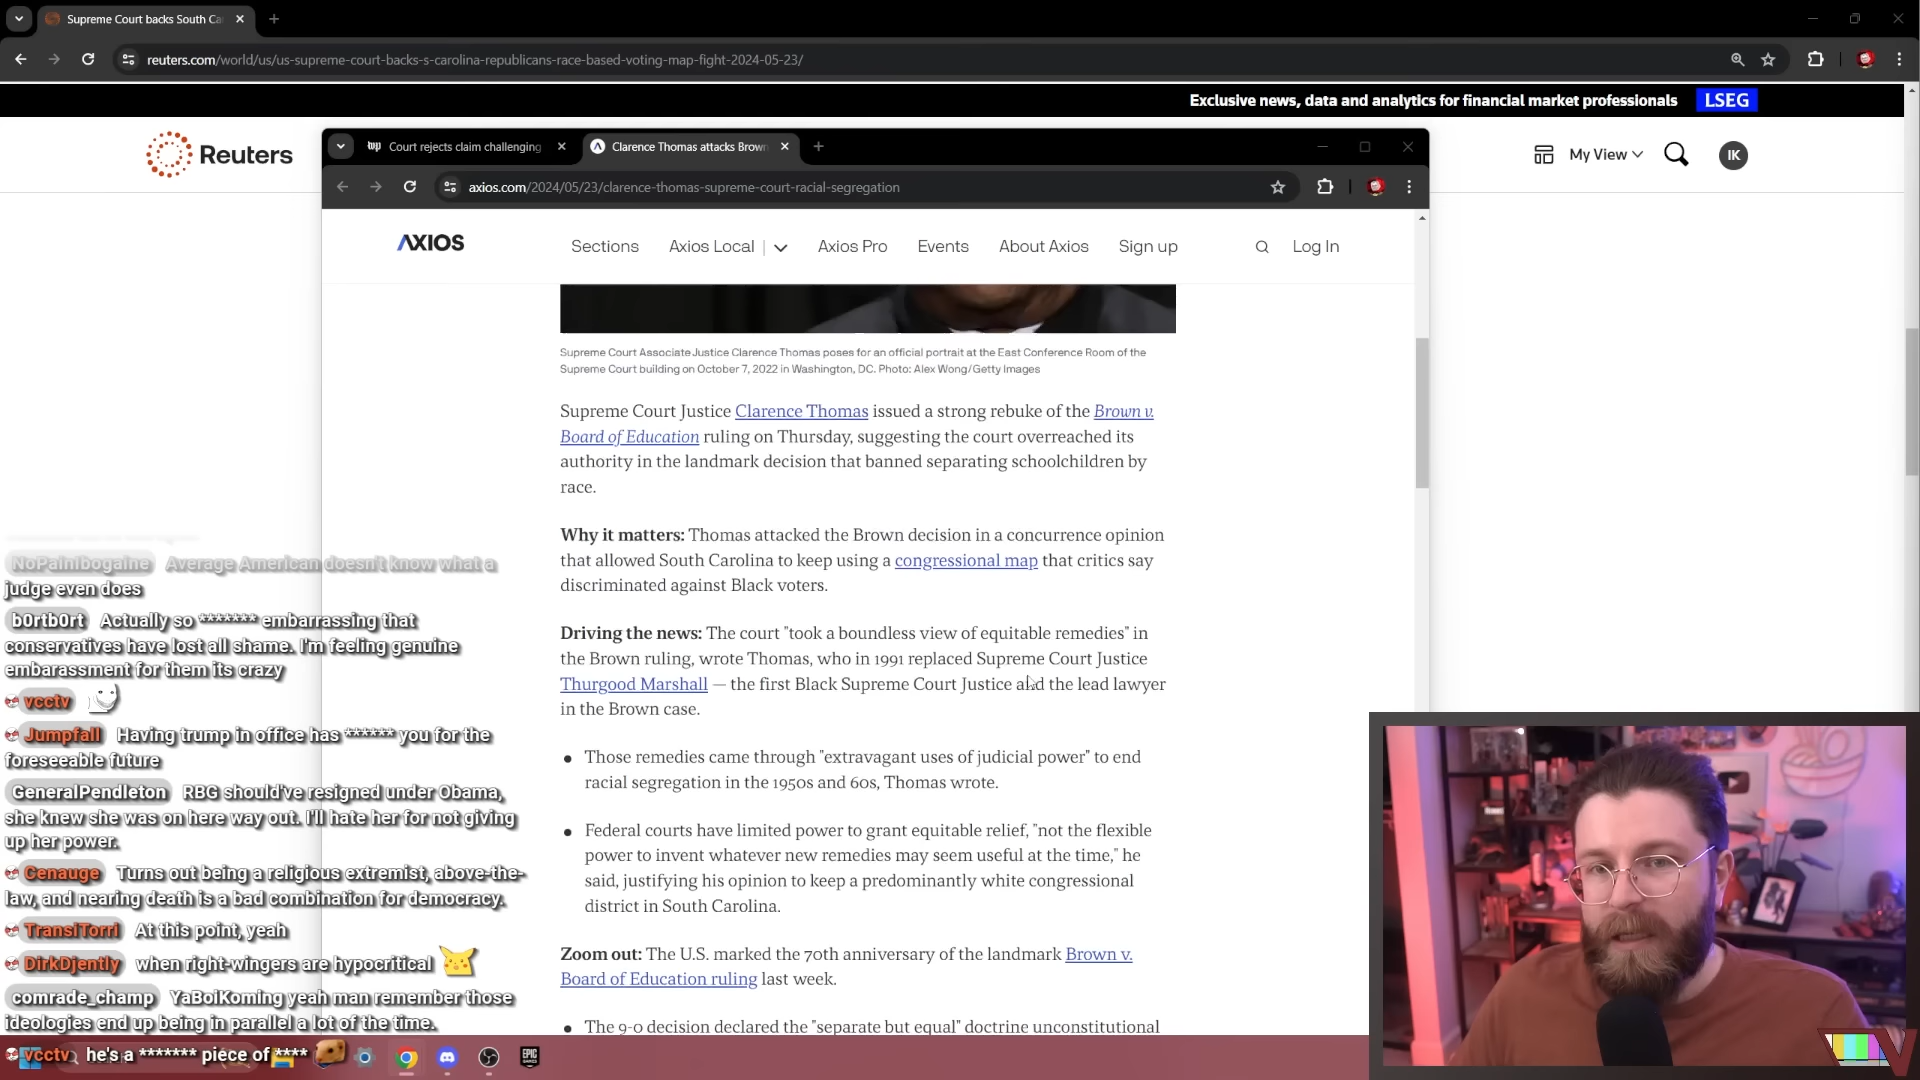 Supreme Court backs South Ca
reuters.com/world/us/us-supreme-court-backs-s-carolina-republicans-race-based-voting-map-fight-2024-05-23/
Exclusive news, data and analytics for financial market professionals LSEG
Reuters
My View
IK
Court rejects claim challenging
Clarence Thomas attacks Brown
axios.com/2024/05/23/clarence-thomas-supreme-court-racial-segregation
AXIOS
Sections Axios Local Axios Pro Events About Axios Sign up Log In
Supreme Court Associate Justice Clarence Thomas poses for an official portrait at the East Conference Room of the
Supreme Court building on October 7, 2022 in Washington, DC. Photo: Alex Wong/Getty Images
Supreme Court Justice Clarence Thomas issued a strong rebuke of the Brown v.
Board of Education ruling on Thursday, suggesting the court overreached its
authority in the landmark decision that banned separating schoolchildren by
race.
Why it matters: Thomas attacked the Brown decision in a concurrence opinion
that allowed South Carolina to keep using a congressional map that critics say
discriminated against Black voters.
Driving the news: The court "took a boundless view of equitable remedies" in
the Brown ruling, wrote Thomas, who in 1991 replaced Supreme Court Justice
Thurgood Marshall — the first Black Supreme Court Justice and the lead lawyer
in the Brown case.
Those remedies came through "extravagant uses of judicial power" to end
racial segregation in the 1950s and 60s, Thomas wrote.
Federal courts have limited power to grant equitable relief, "not the flexible
power to invent whatever new remedies may seem useful at the time," he
said, justifying his opinion to keep a predominantly white congressional
district in South Carolina.
Zoom out: The U.S. marked the 70th anniversary of the landmark Brown v.
Board of Education ruling last week.
The 9-0 decision declared the "separate but equal" doctrine unconstitutional
NoPainIbogaine Average American doesn't know what a
judge even does
b0rtb0rt Actually so ******* embarrassing that
conservatives have lost all shame. I'm feeling genuine
embarassment for them its crazy
vcctv
Jumpfall Having trump in office has ****** you for the
foreseeable future
GeneralPendleton RBG should've resigned under Obama,
she knew she was on here way out. I'll hate her for not giving
up her power.
Cenauge Turns out being a religious extremist, above-the-
law, and nearing death is a bad combination for democracy.
TranslTorri At this point, yeah
DirkDjently when right-wingers are hypocritical
comrade_champ YaBoiKoming yeah man remember those
ideologies end up being in parallel a lot of the time.
vcctv he's a ******* piece of ****
EPIC
GAMES